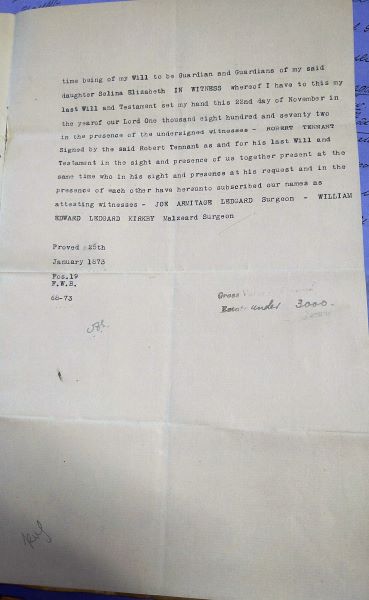 time being of my Will to be Guardian and Guardians of my said
daughter Selina Elizabeth IN WITNESS whereof I have to this my
last Will and Testament set my hand this 22nd day of November in
the yearof our Lord One thousand eight hundred and seventy two
in the presence of the undersigned witnesses - ROBERT TENNANT
Signed by the said Robert Tennant as and for his last Will and
Testament in the sight and presence of us together present at the
same time who in his sight and presence at his request and in the
presence of each other have hereunto subscribed our names as
attesting witnesses - JOE ARMITAGE LEDGARD Surgeon - WILLIAM
EDWARD LEDGARD KIRKBY Malzeard Surgeon
Proved 25th
January 1873
Fos.19
F.W.S.
68-73
Gross
under 3000.